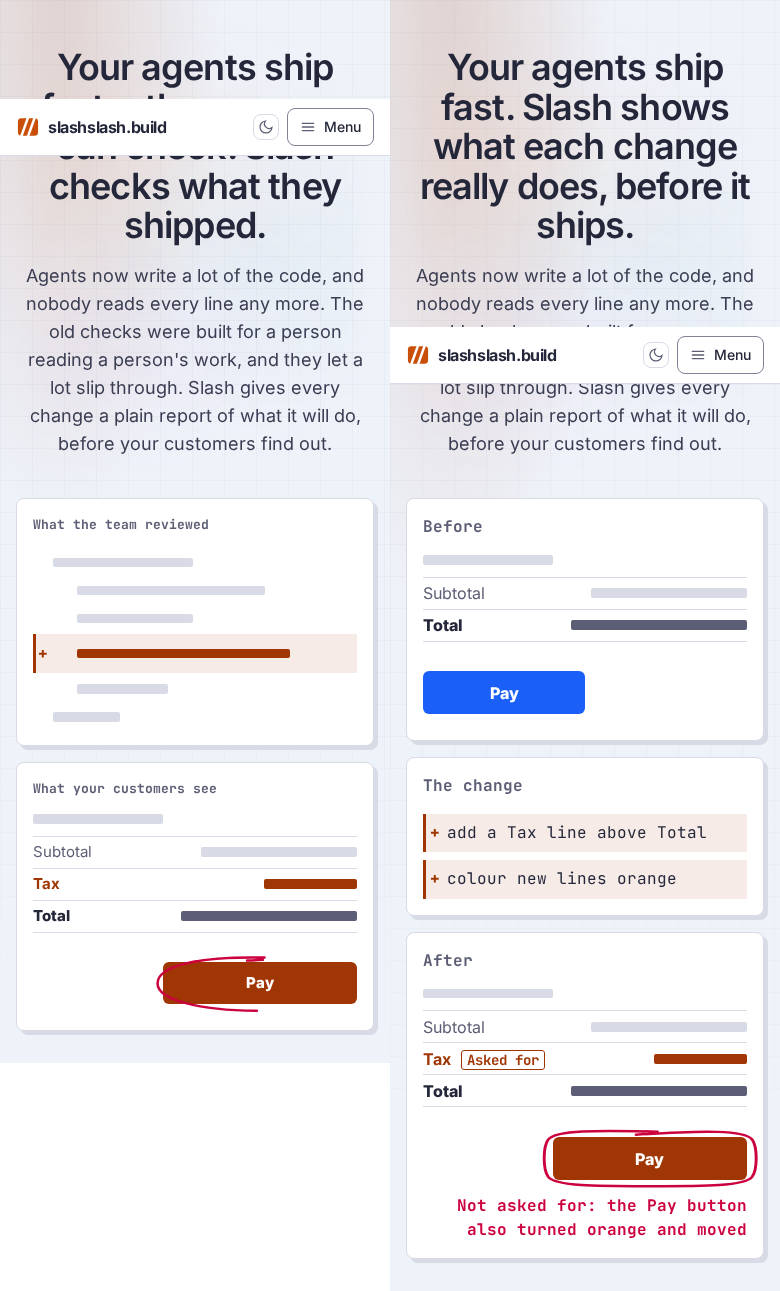 Your agents ship
slashslash.build
Menu
checks what they
shipped.
Agents now write a lot of the code, and
nobody reads every line any more. The
old checks were built for a person
reading a person's work, and they let a
lot slip through. Slash gives every
change a plain report of what it will do,
before your customers find out.
What the team reviewed
+
What your customers see
Subtotal
Tax
Total
Pay
Your agents ship
fast. Slash shows
what each change
really does, before it
ships.
Agents now write a lot of the code, and
nobody reads every line any more. The
slashslash.build
Menu
lot slip through. Slash gives every
change a plain report of what it will do,
before your customers find out.
Before
Subtotal
Total
Pay
The change
+ add a Tax line above Total
+ colour new lines orange
After
Subtotal
Tax Asked for
Total
Pay
Not asked for: the Pay button
also turned orange and moved